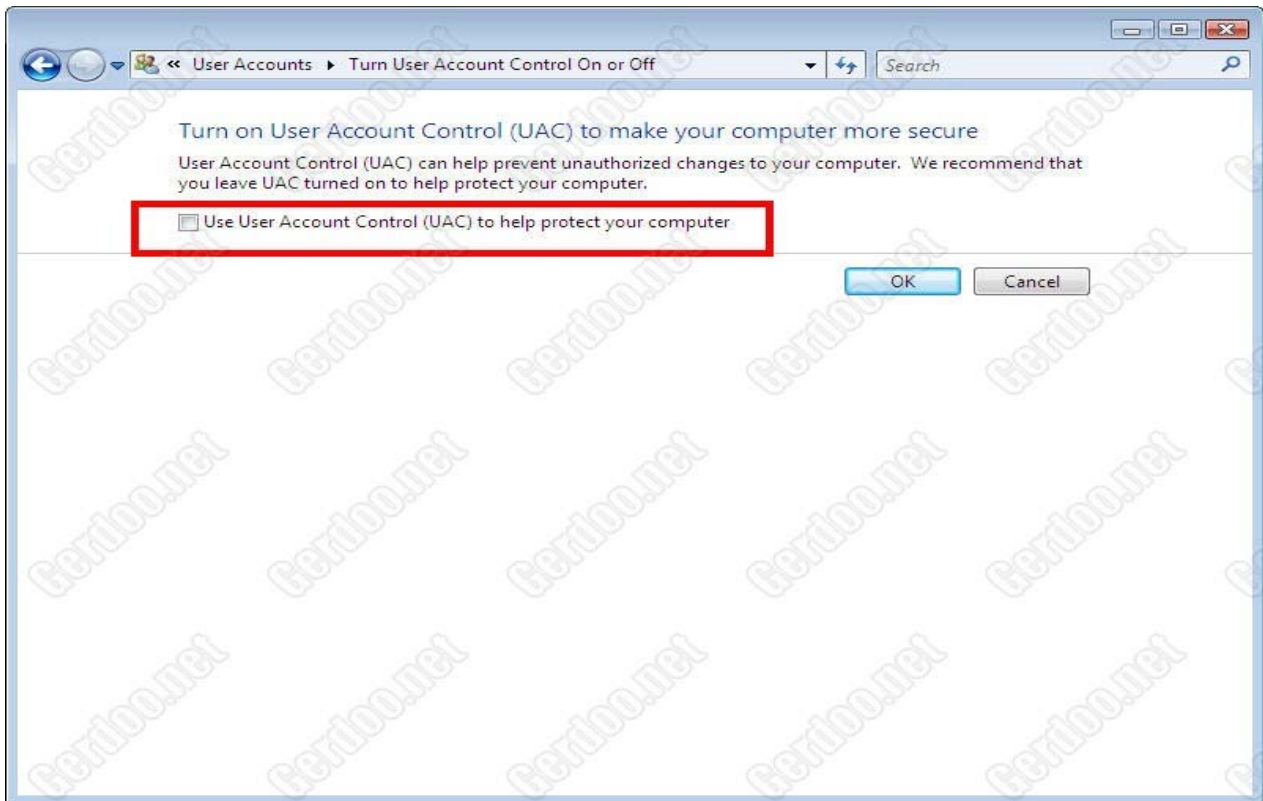 « User Accounts ▸ Turn User Account Control On or Off
Search
Turn on User Account Control (UAC) to make your computer more secure
User Account Control (UAC) can help prevent unauthorized changes to your computer. We recommend that
you leave UAC turned on to help protect your computer.
Use User Account Control (UAC) to help protect your computer
OK
Cancel
Gerdoo.net